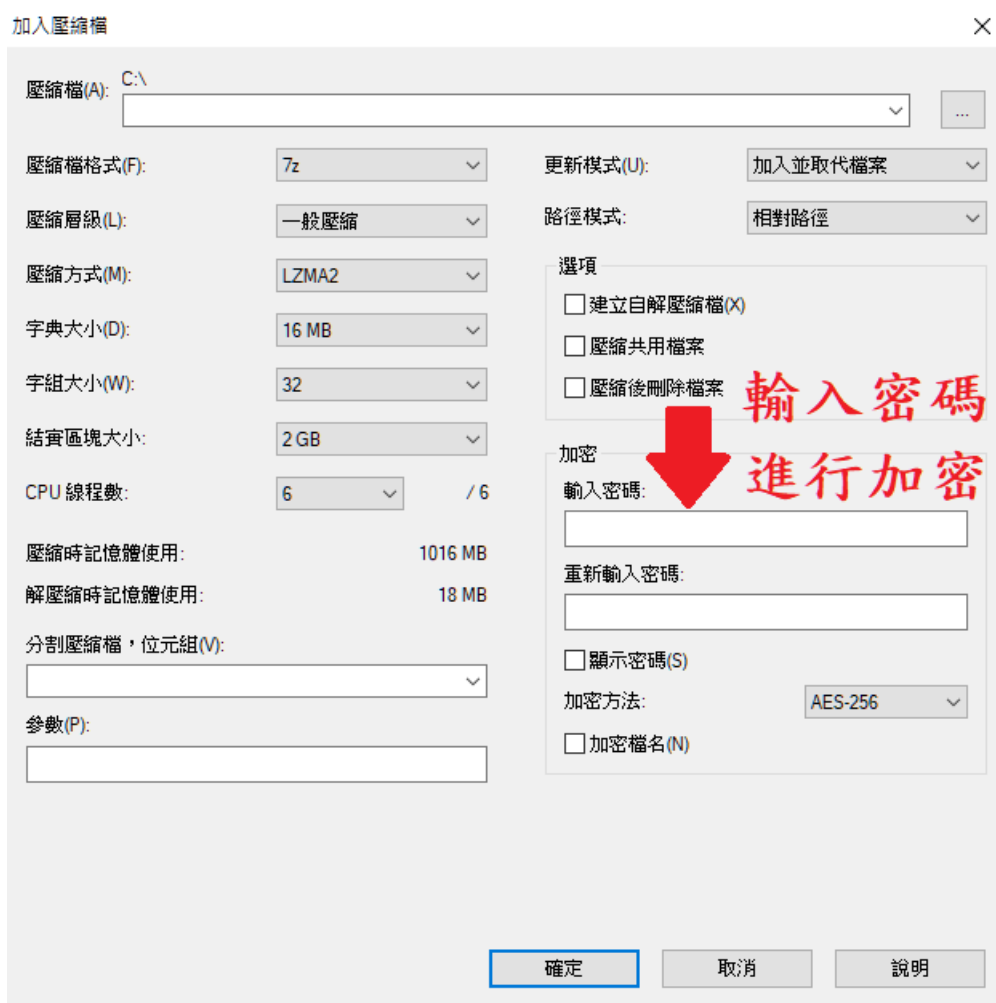 加入壓縮檔
壓縮檔(A): C:\
...
壓縮檔格式(F): 7z
更新模式(U): 加入並取代檔案
壓縮層級(L): 一般壓縮
路徑模式: 相對路徑
壓縮方式(M): LZMA2
選項
字典大小(D): 16 MB
建立自解壓縮檔(X)
壓縮共用檔案
字組大小(W): 32
壓縮後刪除檔案
輸入密碼
進行加密
結實區塊大小: 2 GB
加密
CPU 線程數: 6 / 6
輸入密碼:
壓縮時記憶體使用: 1016 MB
重新輸入密碼:
解壓縮時記憶體使用: 18 MB
分割壓縮檔，位元組(V):
顯示密碼(S)
加密方法: AES-256
參數(P):
加密檔名(N)
確定 取消 說明